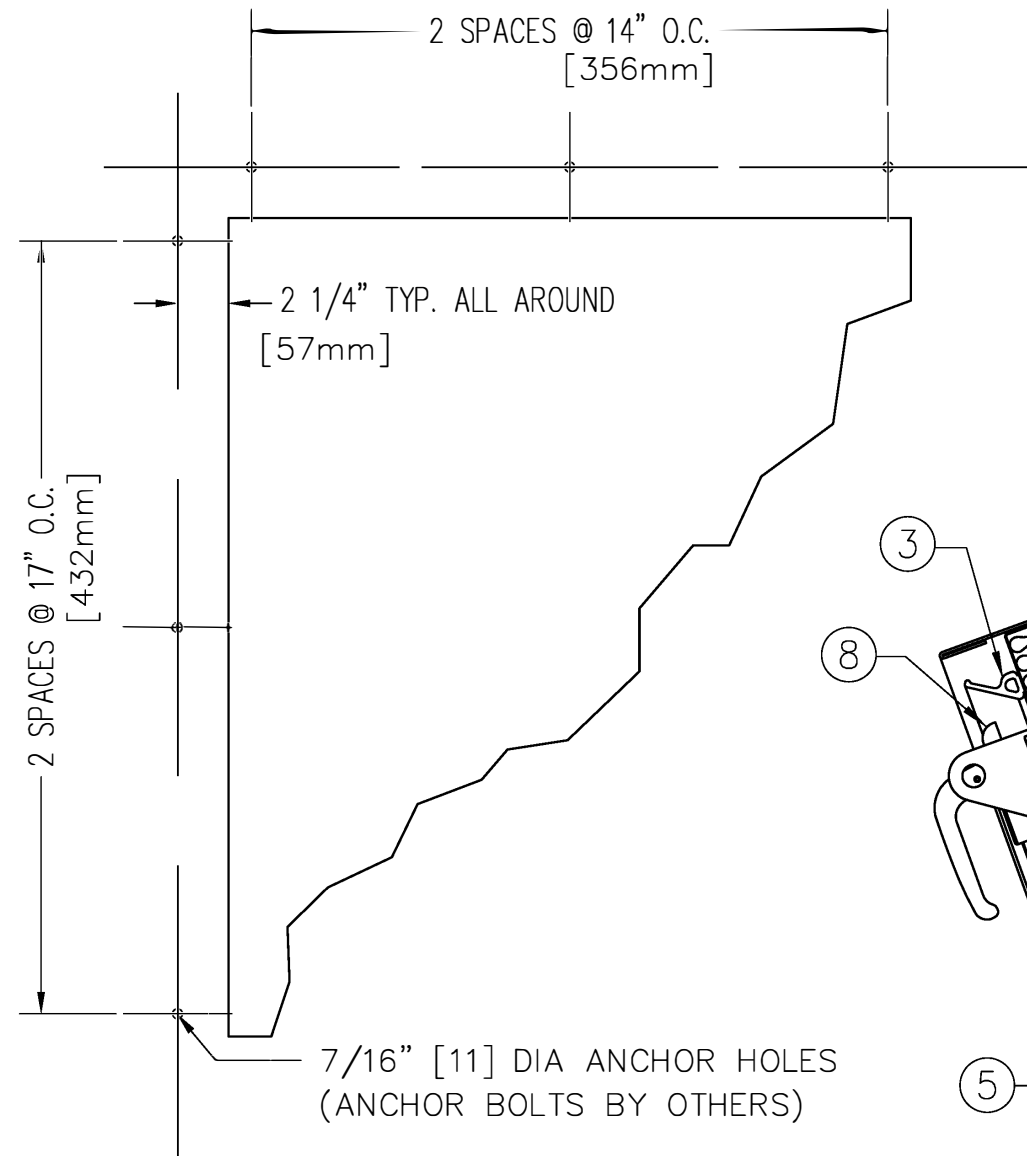 2 SPACES @ 14” O.C.
[356mm]
2 1/4” TYP. ALL AROUND
[57mm]
2 SPACES @ 17” O.C.
[432mm]
3
8
7/16” [11] DIA ANCHOR HOLES
(ANCHOR BOLTS BY OTHERS)
5